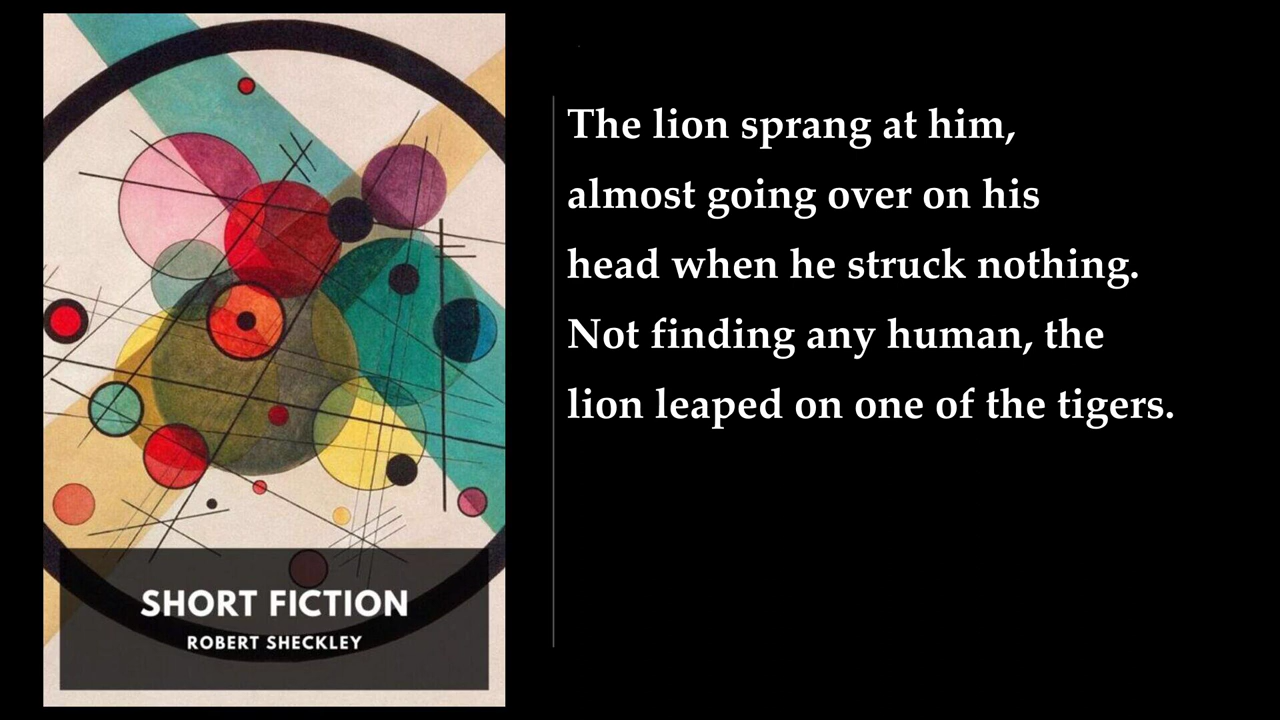 SHORT FICTION
ROBERT SHECKLEY
The lion sprang at him,
almost going over on his
head when he struck nothing.
Not finding any human, the
lion leaped on one of the tigers.